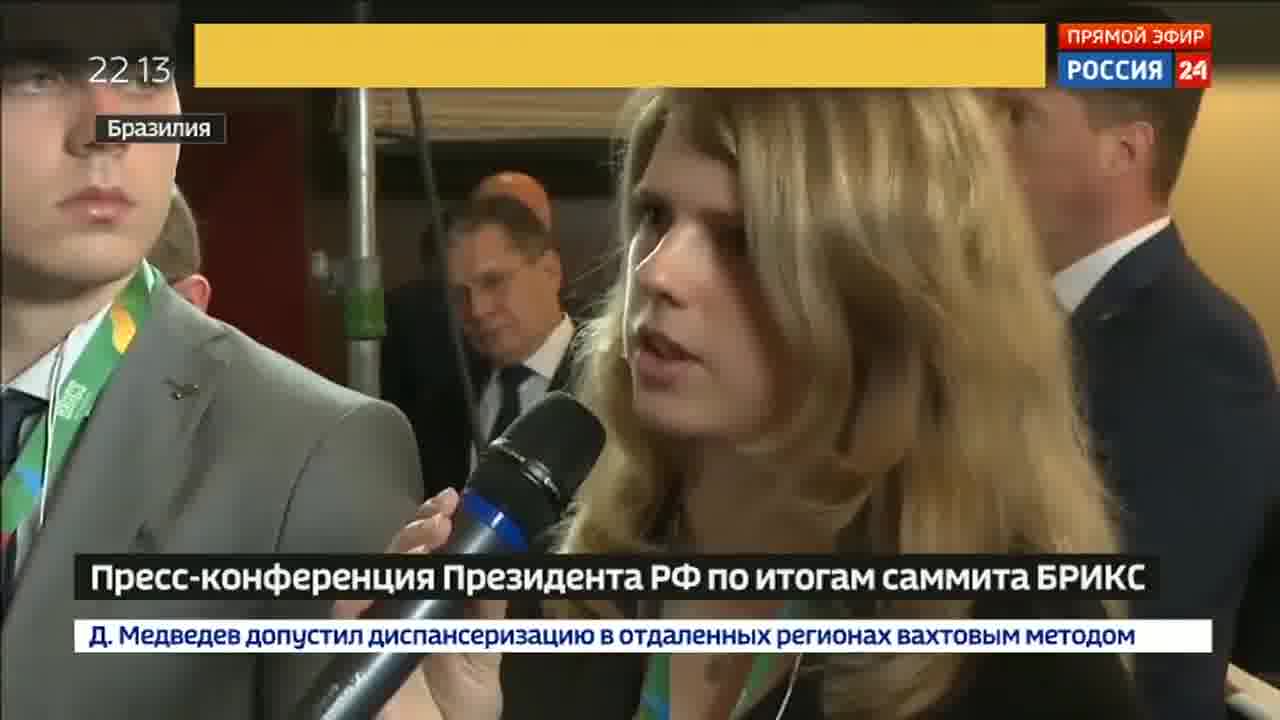 22 13
ПРЯМОЙ ЭФИР
РОССИЯ 24
Бразилия
Пресс-конференция Президента РФ по итогам саммита БРИКС
Д. Медведев допустил диспансеризацию в отдаленных регионах вахтовым методом